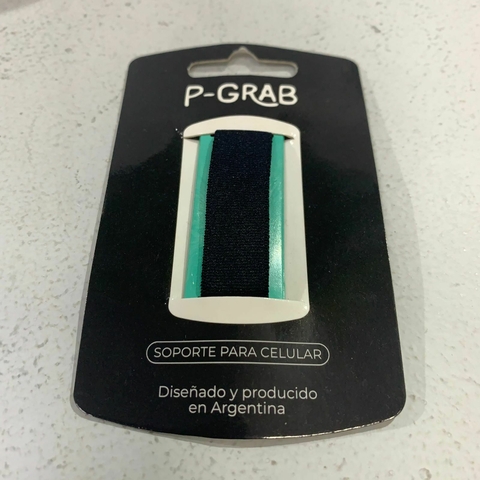 P-GRAB
SOPORTE PARA CELULAR
Diseñado y producido
en Argentina